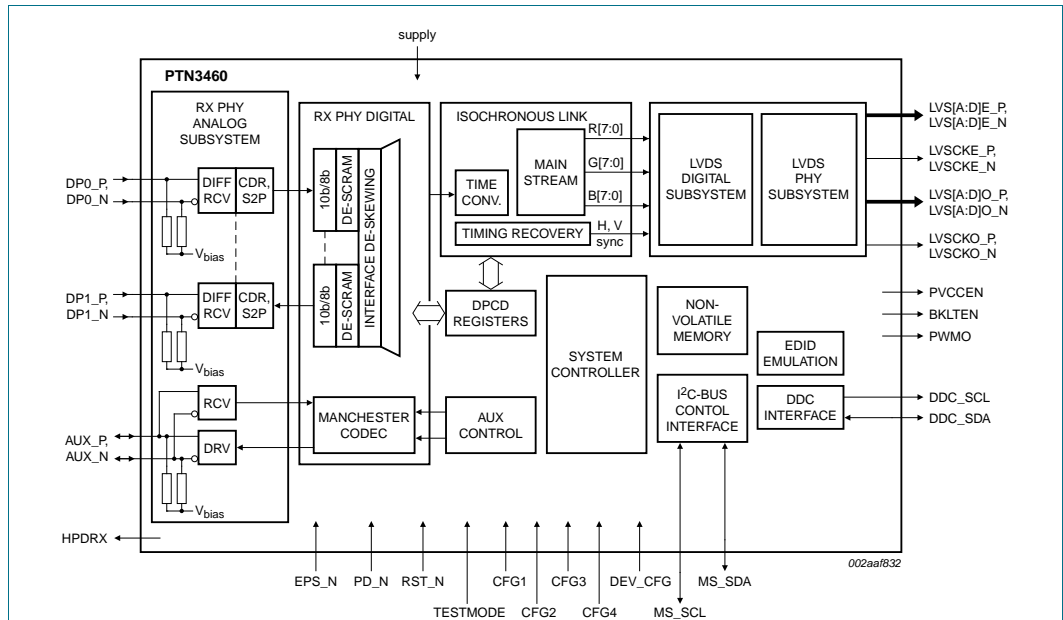 supply
PTN3460
RX PHY
ANALOG
SUBSYSTEM
DP0_P,
DP0_N
DIFF
RCV
CDR,
S2P
Vbias
DP1_P,
DP1_N
DIFF
RCV
CDR,
S2P
Vbias
RCV
AUX_P,
AUX_N
DRV
Vbias
HPDRX
RX PHY DIGITAL
10b/8b
DE-SCRAM
10b/8b
DE-SCRAM
INTERFACE DE-SKEWING
MANCHESTER
CODEC
ISOCHRONOUS LINK
TIME
CONV.
MAIN
STREAM
TIMING RECOVERY
R[7:0]
G[7:0]
B[7:0]
H, V
sync
DPCD
REGISTERS
AUX
CONTROL
LVDS
DIGITAL
SUBSYSTEM
LVDS
PHY
SUBSYSTEM
SYSTEM
CONTROLLER
NON-
VOLATILE
MEMORY
EDID
EMULATION
I2C-BUS
CONTOL
INTERFACE
DDC
INTERFACE
LVS[A:D]E_P,
LVS[A:D]E_N
LVSCKE_P,
LVSCKE_N
LVS[A:D]O_P,
LVS[A:D]O_N
LVSCKO_P,
LVSCKO_N
PVCCEN
BKLTEN
PWMO
DDC_SCL
DDC_SDA
002aaf832
EPS_N
PD_N
RST_N
TESTMODE
CFG1
CFG2
CFG3
CFG4
DEV_CFG
MS_SCL
MS_SDA